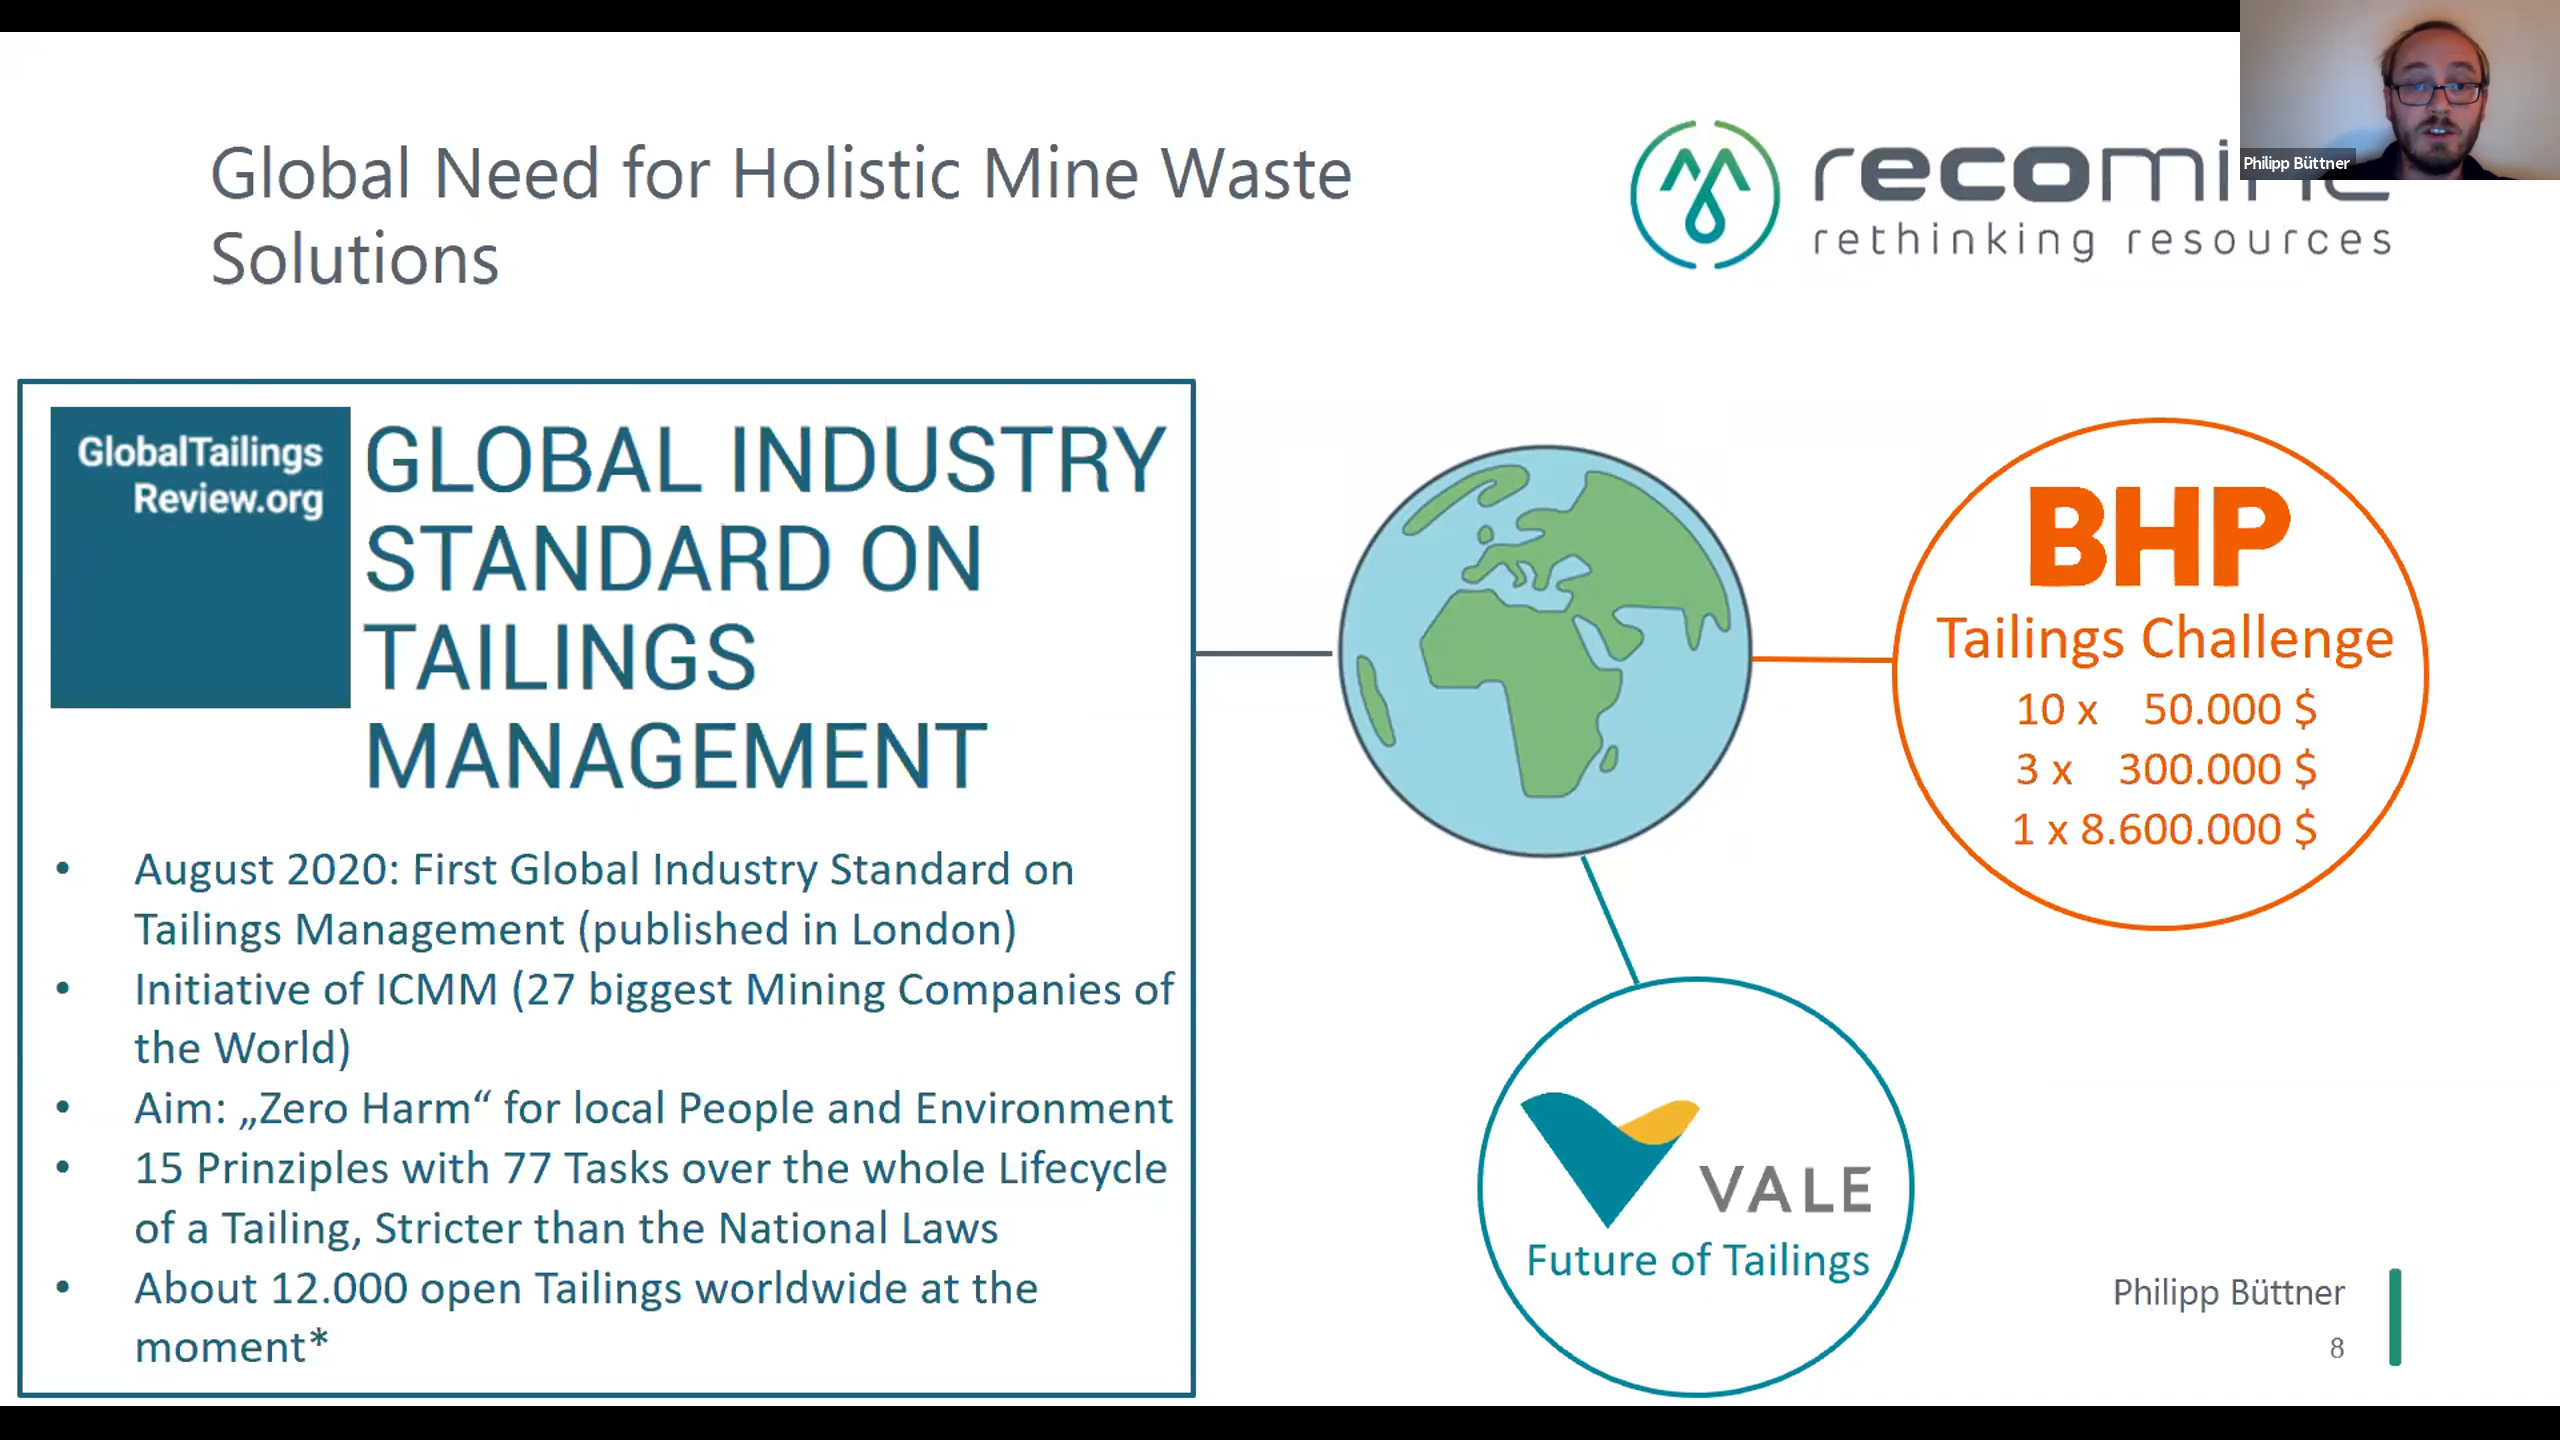 Global Need for Holistic Mine Waste
Solutions
rethinking resources
Philipp Büttner
GlobalTailings
Review.org
GLOBAL INDUSTRY
STANDARD ON
TAILINGS
MANAGEMENT
• August 2020: First Global Industry Standard on
Tailings Management (published in London)
• Initiative of ICMM (27 biggest Mining Companies of
the World)
• Aim: „Zero Harm“ for local People and Environment
• 15 Prinziples with 77 Tasks over the whole Lifecycle
of a Tailing, Stricter than the National Laws
• About 12.000 open Tailings worldwide at the
moment*
BHP
Tailings Challenge
10 x 50.000 $
3 x 300.000 $
1 x 8.600.000 $
VALE
Future of Tailings
Philipp Büttner
8